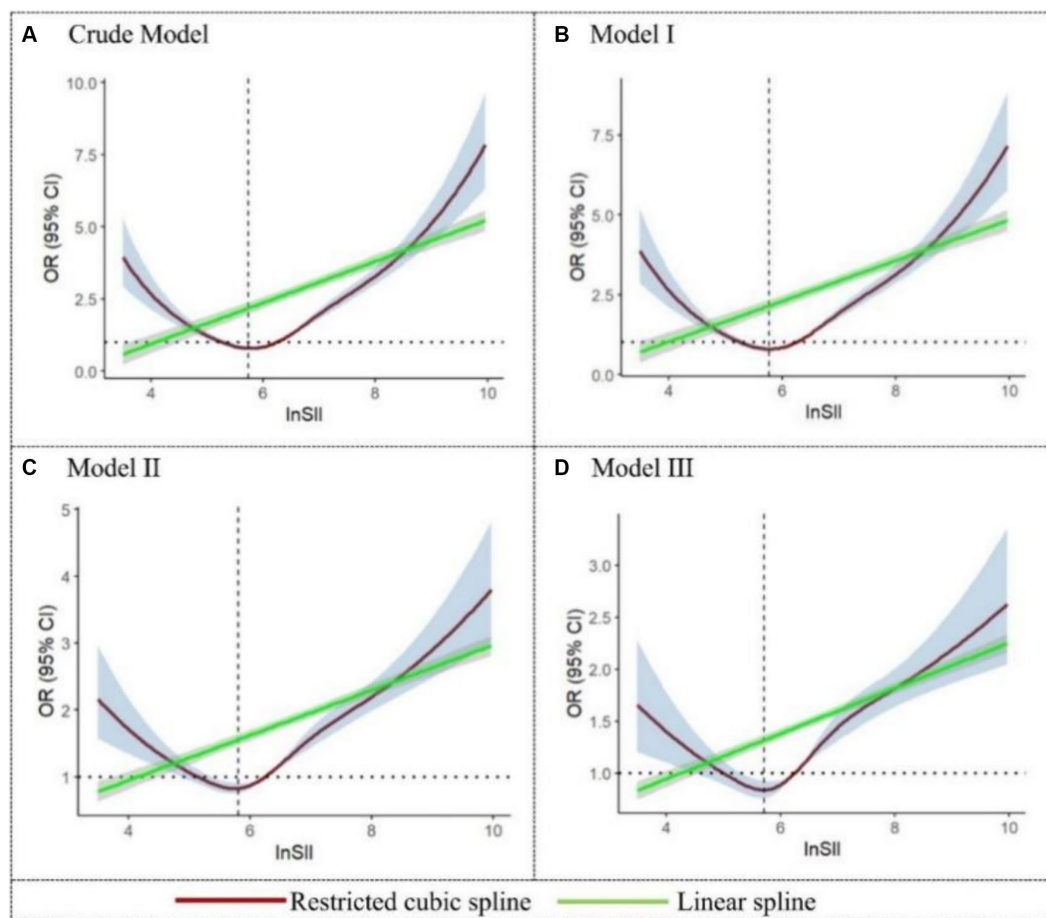 A Crude Model
10.0
7.5
5.0
2.5
0.0
OR (95% CI)
4 6 8 10
lnSII
B Model I
7.5
5.0
2.5
0.0
OR (95% CI)
4 6 8 10
lnSII
C Model II
5
4
3
2
1
OR (95% CI)
4 6 8 10
lnSII
D Model III
3.0
2.5
2.0
1.5
1.0
OR (95% CI)
4 6 8 10
lnSII
Restricted cubic spline Linear spline